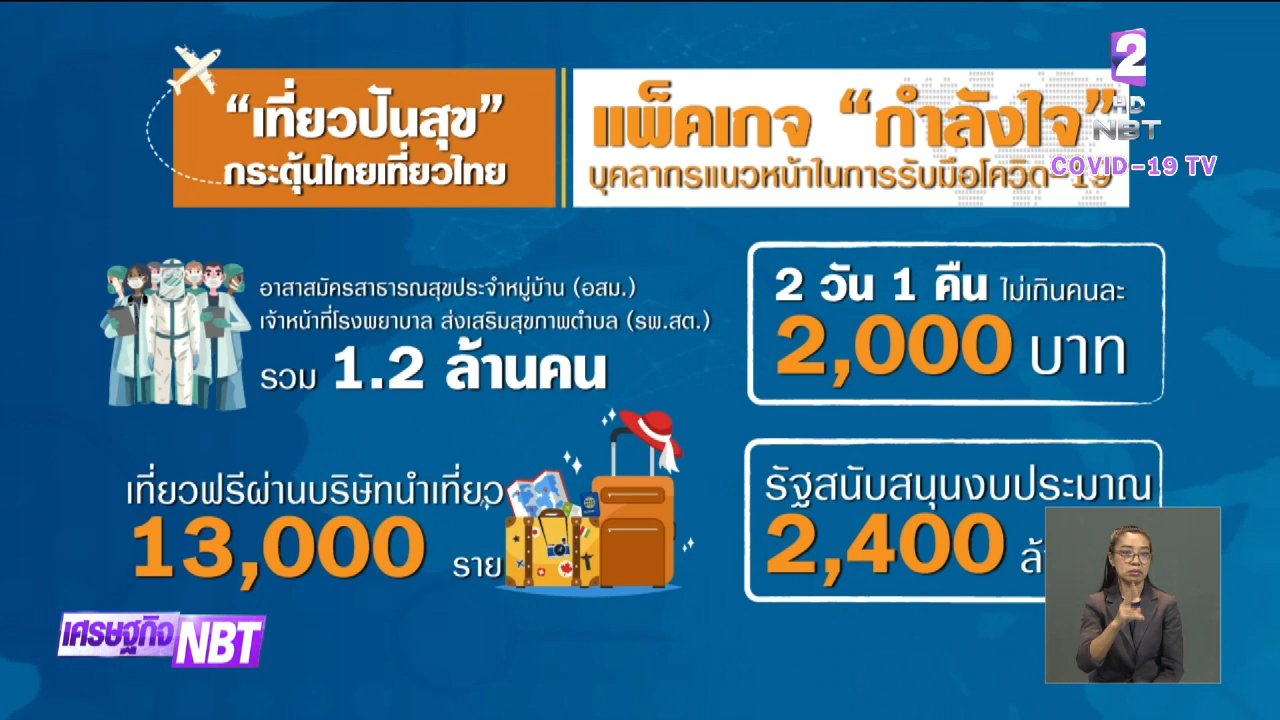 “เที่ยวปันสุข”
กระตุ้นไทยเที่ยวไทย
แพ็คเกจ “กำลังใจ”
บุคลากรแนวหน้าในการรับมือโควิด-19
2
HD
NBT
COVID-19 TV
อาสาสมัครสาธารณสุขประจำหมู่บ้าน (อสม.)
เจ้าหน้าที่โรงพยาบาล ส่งเสริมสุขภาพตำบล (รพ.สต.)
รวม 1.2 ล้านคน
2 วัน 1 คืน ไม่เกินคนละ
2,000 บาท
เที่ยวฟรีผ่านบริษัทนำเที่ยว
13,000 ราย
รัฐสนับสนุนงบประมาณ
2,400
เศรษฐกิจ NBT